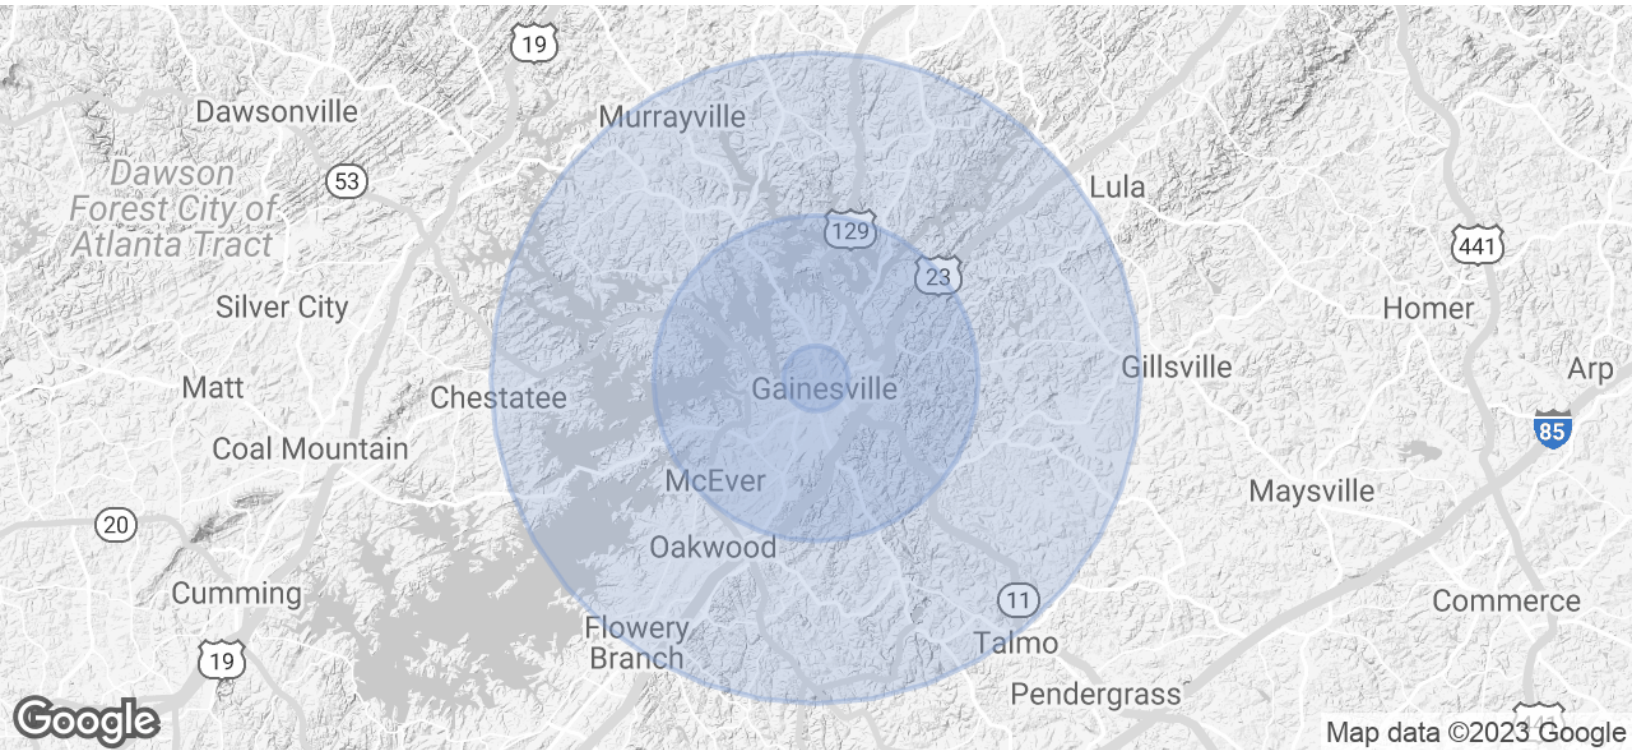 19
Dawsonville
Murrayville
Dawson
Forest City of
Atlanta Tract
53
Lula
129
441
23
Silver City
Homer
Gillsville
Arp
Matt
Chestatee
Gainesville
85
Coal Mountain
McEver
Maysville
20
Oakwood
Cumming
11
Commerce
Flowery
Branch
Talmo
19
Pendergrass
Google
441
Map data ©2023 Google